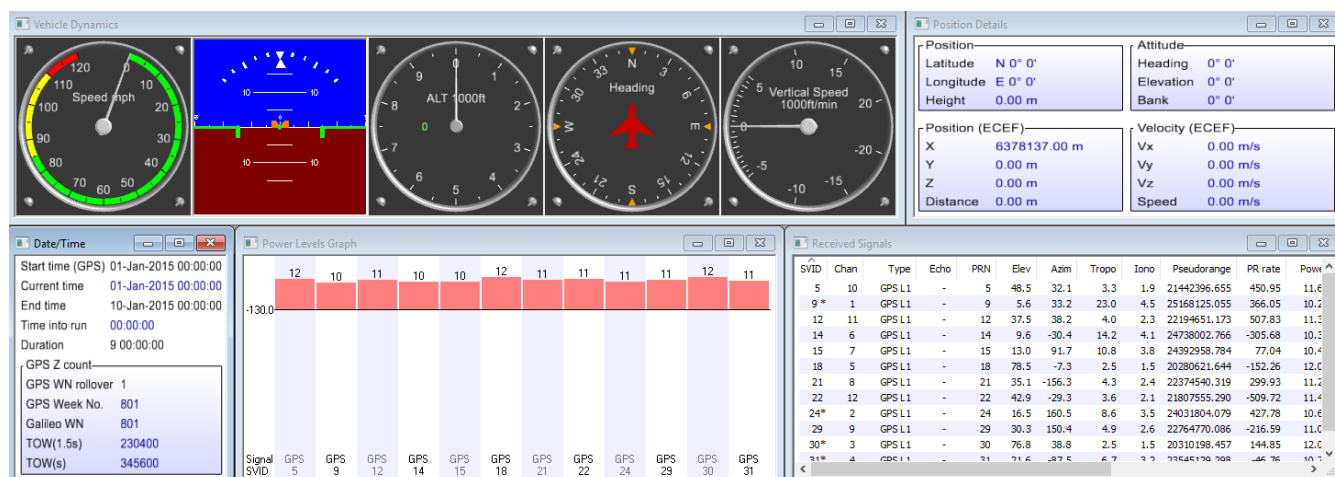 Vehicle Dynamics
120 0 10 20 30 40 50 60 70 80 90 100 110
Speed mph
10 10
10 10
0 1 2 3 4 5 6 7 8 9
ALT 1000ft
0
N 3 6 E 12 15 S 21 24 W 30 33
Heading
5 10 15 20 -20 -15 -10 -5 0
Vertical Speed
1000ft/min
Position Details
Position
Latitude N 0° 0'
Longitude E 0° 0'
Height 0.00 m
Attitude
Heading 0° 0'
Elevation 0° 0'
Bank 0° 0'
Position (ECEF)
X 6378137.00 m
Y 0.00 m
Z 0.00 m
Distance 0.00 m
Velocity (ECEF)
Vx 0.00 m/s
Vy 0.00 m/s
Vz 0.00 m/s
Speed 0.00 m/s
Date/Time
Start time (GPS) 01-Jan-2015 00:00:00
Current time 01-Jan-2015 00:00:00
End time 10-Jan-2015 00:00:00
Time into run 00:00:00
Duration 9 00:00:00
GPS Z count
GPS WN rollover 1
GPS Week No. 801
Galileo WN 801
TOW(1.5s) 230400
TOW(s) 345600
Power Levels Graph
12 10 11 10 10 12 11 11 10 11 12 11
-130.0
Signal GPS GPS GPS GPS GPS GPS GPS GPS GPS GPS GPS GPS
SVID 5 9 12 14 15 18 21 22 24 29 30 31
Received Signals
SVID Chan Type Echo PRN Elev Azim Tropo Iono Pseudorange PR rate Powe
5 10 GPS L1 - 5 48.5 32.1 3.3 1.9 21442396.655 450.95 11.6
9 * 1 GPS L1 - 9 5.6 33.2 23.0 4.5 25168125.055 366.05 10.2
12 11 GPS L1 - 12 37.5 38.2 4.0 2.3 22194651.173 507.83 11.3
14 6 GPS L1 - 14 9.6 -30.4 14.2 4.1 24738002.766 -305.68 10.3
15 7 GPS L1 - 15 13.0 91.7 10.8 3.8 24392958.784 77.04 10.4
18 5 GPS L1 - 18 78.5 -7.3 2.5 1.5 20280621.644 -152.26 12.0
21 8 GPS L1 - 21 35.1 -156.3 4.3 2.4 22374540.319 299.93 11.2
22 12 GPS L1 - 22 42.9 -29.3 3.6 2.1 21807555.290 -509.72 11.4
24* 2 GPS L1 - 24 16.5 160.5 8.6 3.5 24031804.079 427.78 10.6
29 9 GPS L1 - 29 30.3 150.4 4.9 2.6 22764770.086 -216.59 11.0
30* 3 GPS L1 - 30 76.8 38.8 2.5 1.5 20310198.457 144.85 12.0
31* 4 GPS L1 - 31 21.6 -87.5 6.7 3.2 23545129.298 -46.76